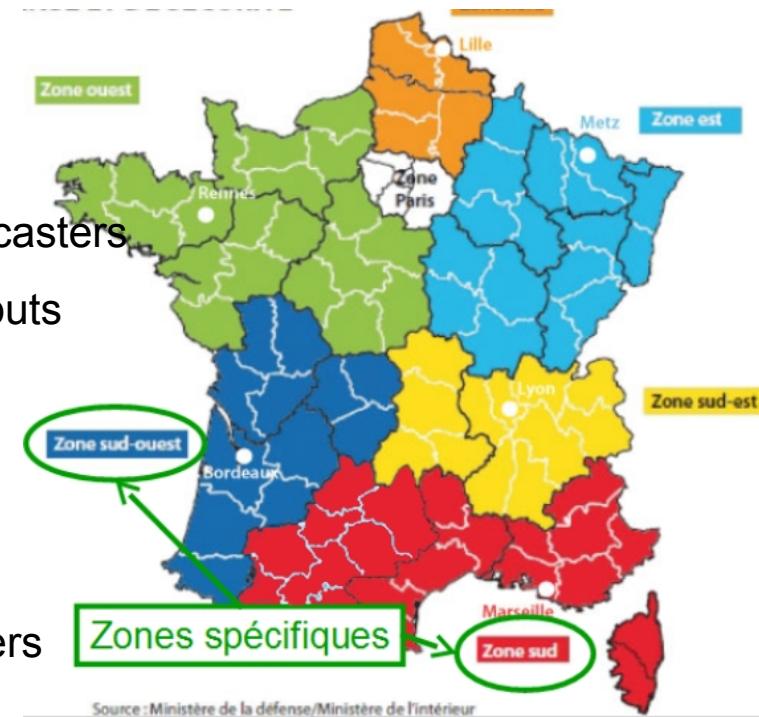 Lille
Zone ouest
Metz
Zone est
Zone
Paris
Rennes
casters
outs
Lyon
Zone sud-est
Zone sud-ouest
Bordeaux
Marseille
Zones spécifiques
Zone sud
ers
Source : Ministère de la défense/Ministère de l'intérieur